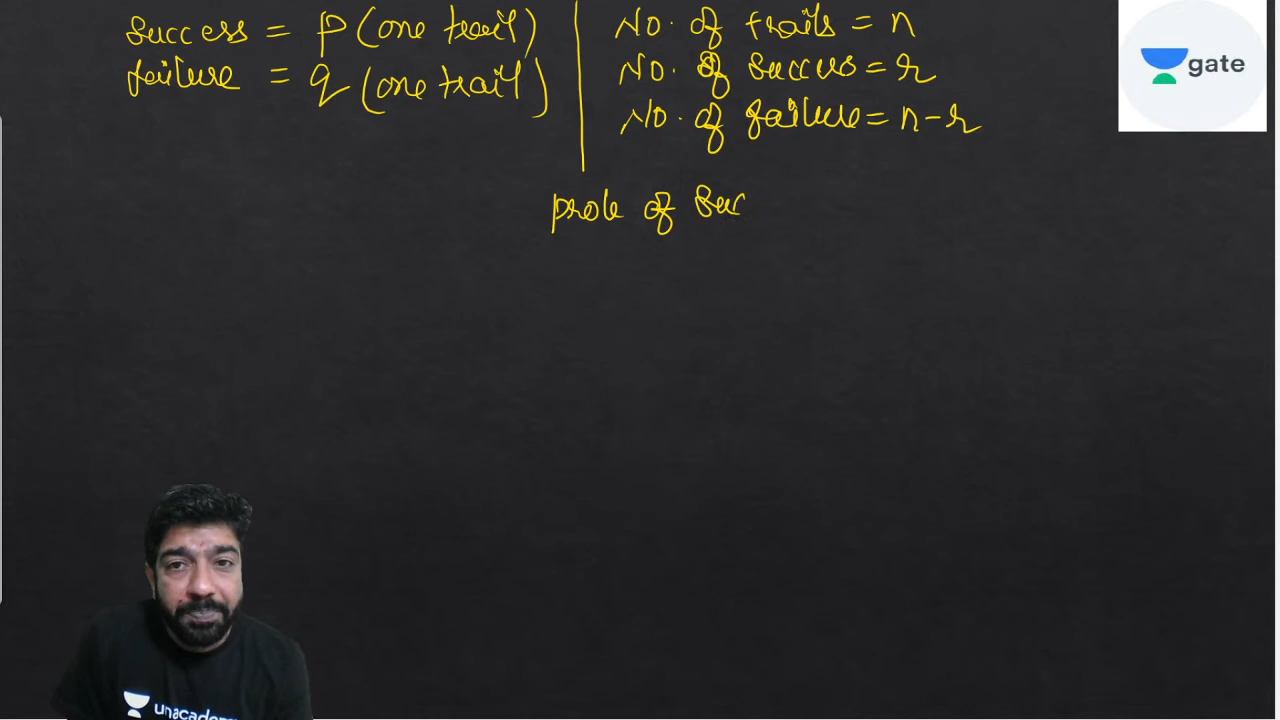 Success = p (one trail)
failure = q (one trail)
No. of trails = n
No. of success = r
No. of failure = n-r
prob of Suc
gate
unacademy